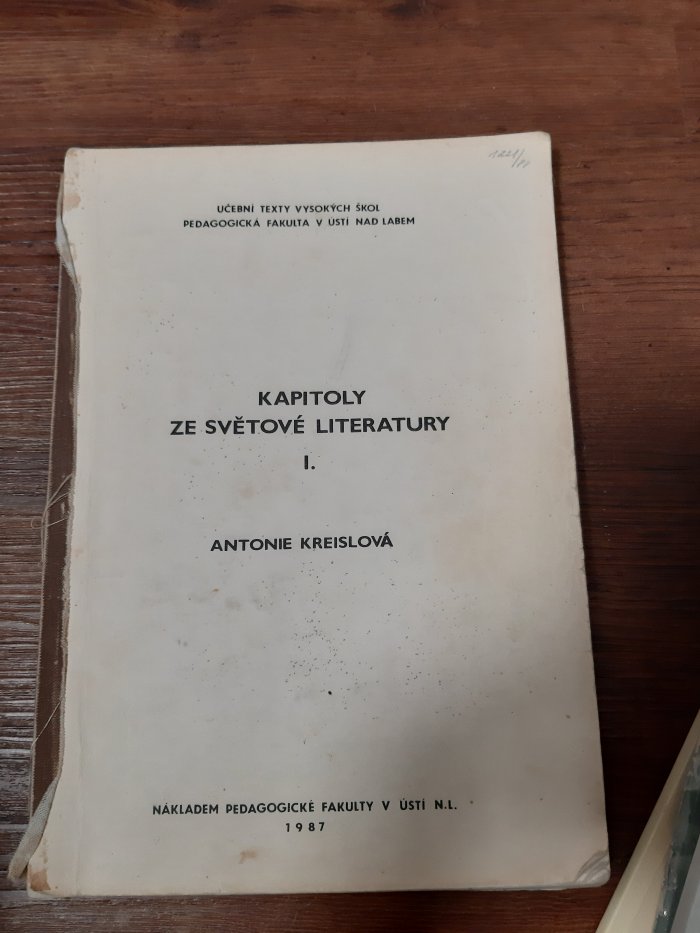 UČEBNÍ TEXTY VYSOKÝCH ŠKOL
PEDAGOGICKÁ FAKULTA V ÚSTÍ NAD LABEM
KAPITOLY
ZE SVĚTOVÉ LITERATURY
I.
ANTONIE KREISLOVÁ
NÁKLADEM PEDAGOGICKÉ FAKULTY V ÚSTÍ N.L.
1987